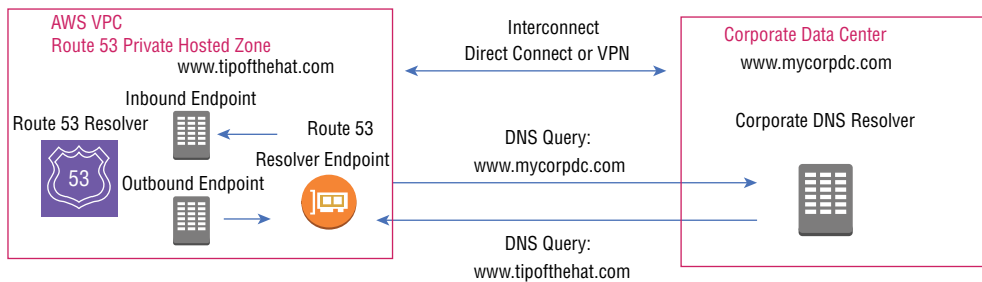 AWS VPC
Route 53 Private Hosted Zone
www.tipofthehat.com
Inbound Endpoint
Route 53 Resolver
53
Outbound Endpoint
Route 53
Resolver Endpoint
Interconnect
Direct Connect or VPN
DNS Query:
www.mycorpdc.com
DNS Query:
www.tipofthehat.com
Corporate Data Center
www.mycorpdc.com
Corporate DNS Resolver